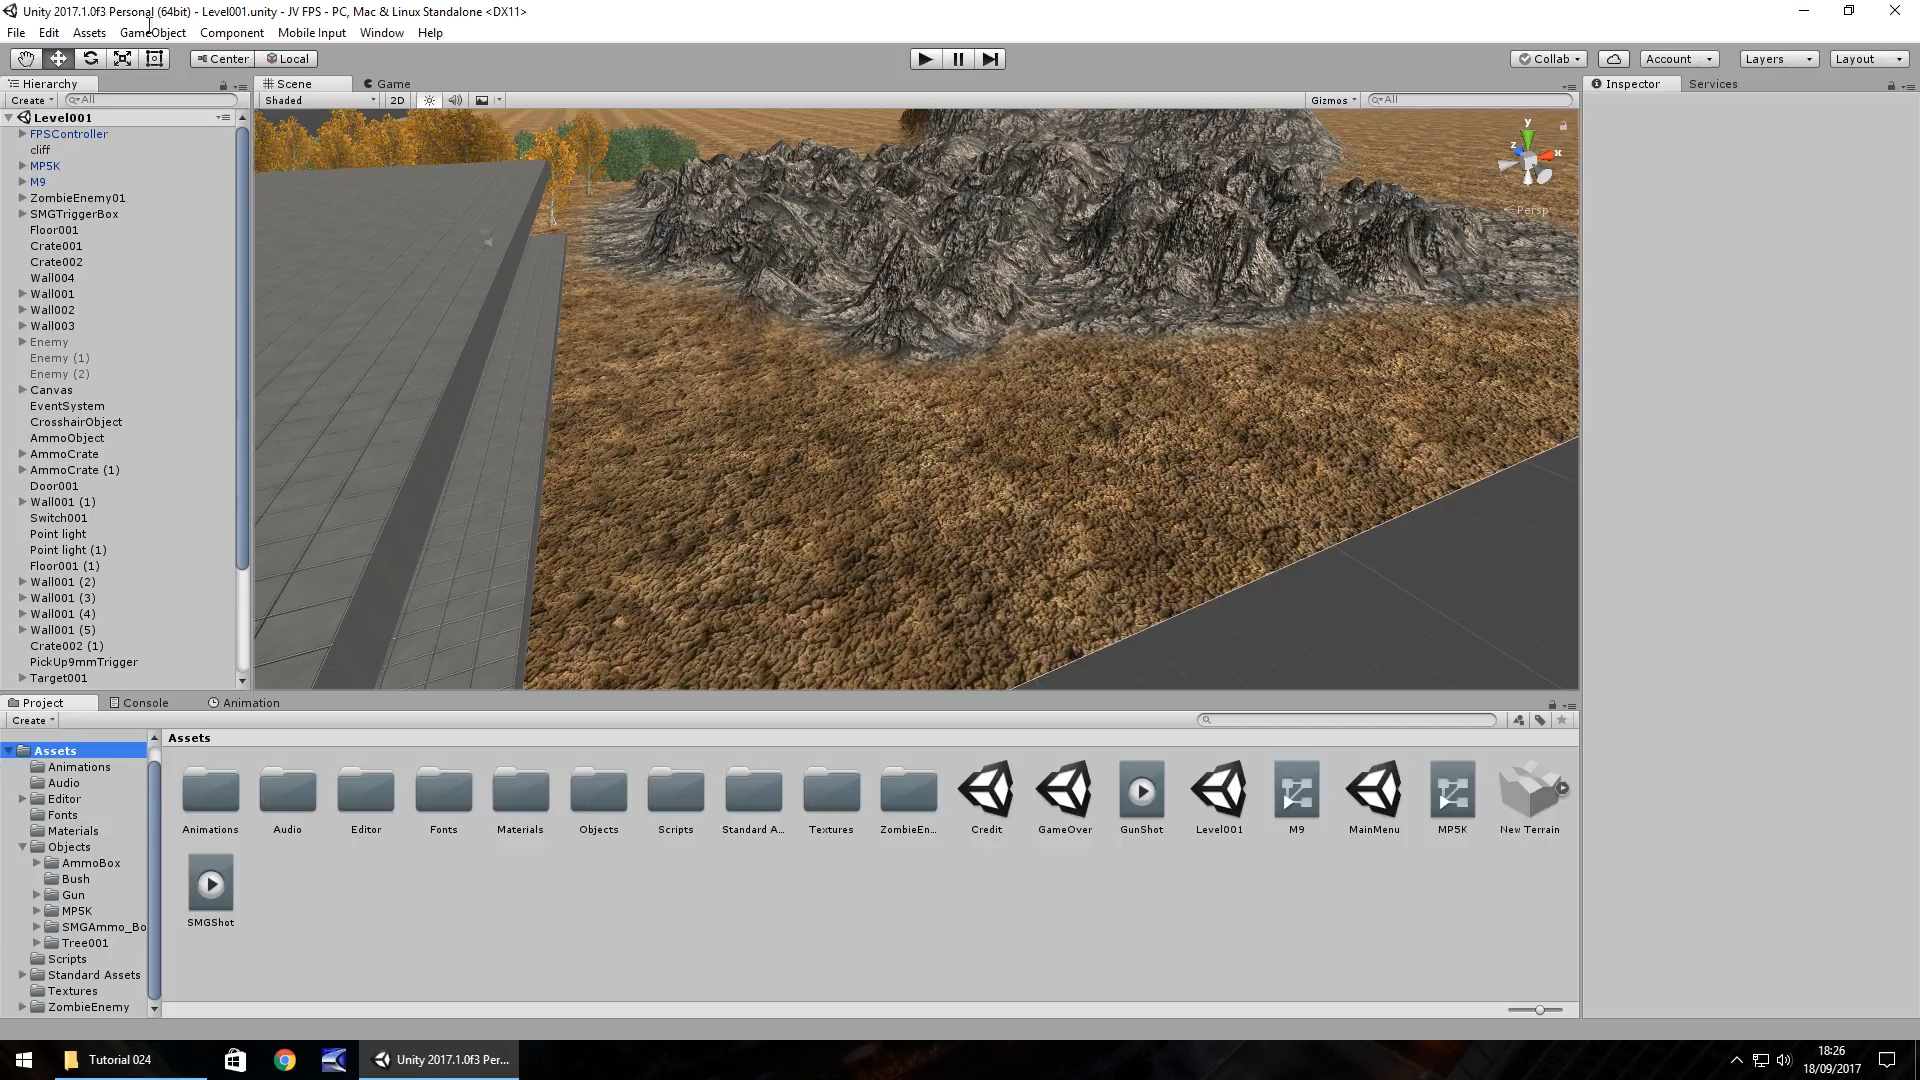 Unity 2017.1.0f3 Personal (64bit) - Level001.unity - JV FPS - PC, Mac & Linux Standalone <DX11>
File Edit Assets GameObject Component Mobile Input Window Help
Center Local Collab Account Layers Layout
Hierarchy
Create All
Level001
FPSController
cliff
MP5K
M9
ZombieEnemy01
SMGTriggerBox
Floor001
Crate001
Crate002
Wall004
Wall001
Wall002
Wall003
Enemy
Enemy (1)
Enemy (2)
Canvas
EventSystem
CrosshairObject
AmmoObject
AmmoCrate
AmmoCrate (1)
Door001
Wall001 (1)
Switch001
Point light
Point light (1)
Floor001 (1)
Wall001 (2)
Wall001 (3)
Wall001 (4)
Wall001 (5)
Crate002 (1)
PickUp9mmTrigger
Target001
Scene Game
Shaded 2D Gizmos All
y
z x
Persp
Inspector Services
Project Console Animation
Create
Assets
Animations
Audio
Editor
Fonts
Materials
Objects
AmmoBox
Bush
Gun
MP5K
SMGAmmo_Bo
Tree001
Scripts
Standard Assets
Textures
ZombieEnemy
Assets
Animations Audio Editor Fonts Materials Objects Scripts Standard A... Textures ZombieEn... Credit GameOver GunShot Level001 M9 MainMenu MP5K New Terrain
SMGShot
Tutorial 024 Unity 2017.1.0f3 Per...
18:26
18/09/2017